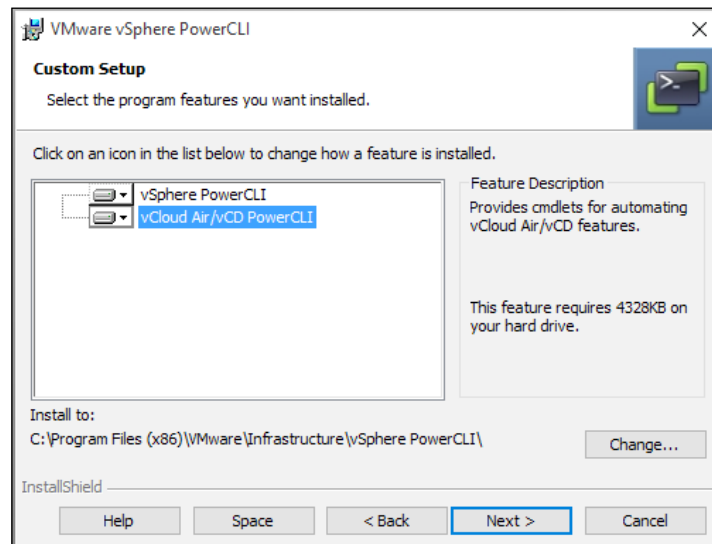 VMware vSphere PowerCLI
Custom Setup
Select the program features you want installed.
>_
Click on an icon in the list below to change how a feature is installed.
vSphere PowerCLI
vCloud Air/vCD PowerCLI
Feature Description
Provides cmdlets for automating
vCloud Air/vCD features.
This feature requires 4328KB on
your hard drive.
Install to:
C:\Program Files (x86)\VMware\Infrastructure\vSphere PowerCLI\
Change...
InstallShield
Help
Space
< Back
Next >
Cancel